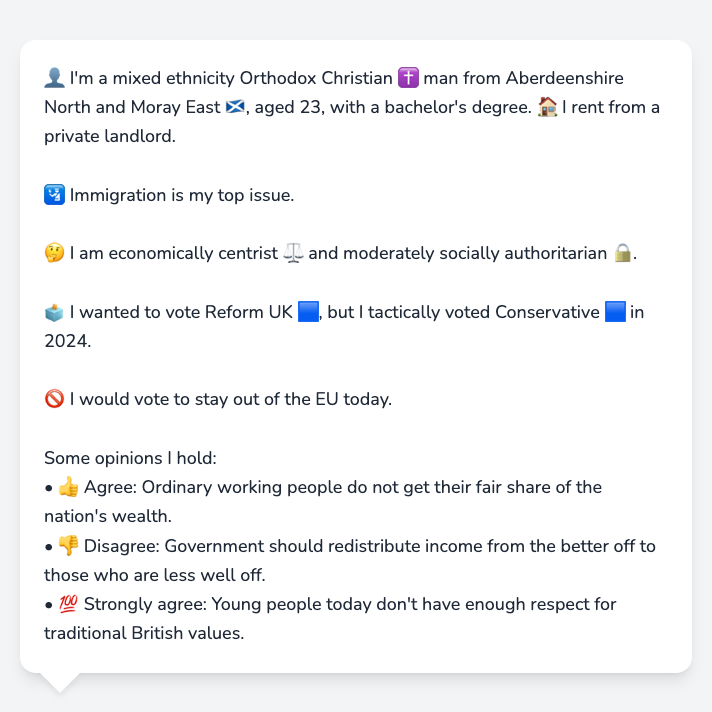 👤 I'm a mixed ethnicity Orthodox Christian ✝️ man from Aberdeenshire
North and Moray East 🏴󠁧󠁢󠁳󠁣󠁴󠁿, aged 23, with a bachelor's degree. 🏠 I rent from a
private landlord.
🛂 Immigration is my top issue.
🤔 I am economically centrist ⚖️ and moderately socially authoritarian 🔒.
🗳️ I wanted to vote Reform UK 🟦, but I tactically voted Conservative 🟦 in
2024.
🚫 I would vote to stay out of the EU today.
Some opinions I hold:
• 👍 Agree: Ordinary working people do not get their fair share of the
nation's wealth.
• 👎 Disagree: Government should redistribute income from the better off to
those who are less well off.
• 💯 Strongly agree: Young people today don't have enough respect for
traditional British values.